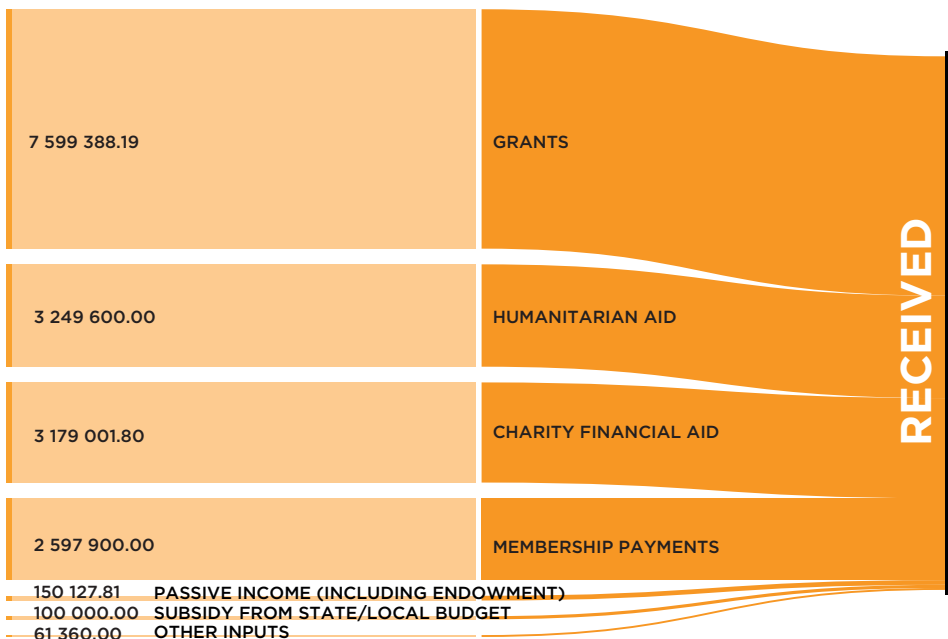 7 599 388.19 GRANTS
3 249 600.00 HUMANITARIAN AID
3 179 001.80 CHARITY FINANCIAL AID
2 597 900.00 MEMBERSHIP PAYMENTS
150 127.81 PASSIVE INCOME (INCLUDING ENDOWMENT)
100 000.00 SUBSIDY FROM STATE/LOCAL BUDGET
61 360.00 OTHER INPUTS
RECEIVED